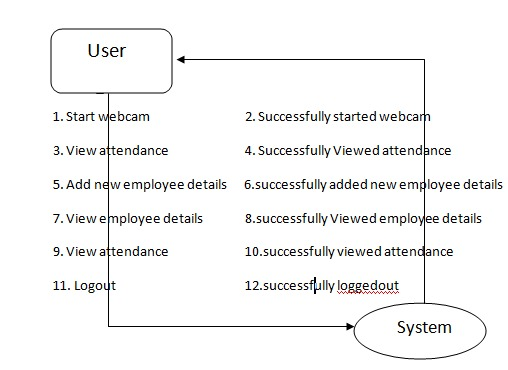 User
1. Start webcam 2. Successfully started webcam
3. View attendance 4. Successfully Viewed attendance
5. Add new employee details 6.successfully added new employee details
7. View employee details 8.successfully Viewed employee details
9. View attendance 10.successfully viewed attendance
11. Logout 12.successfully loggedout
System